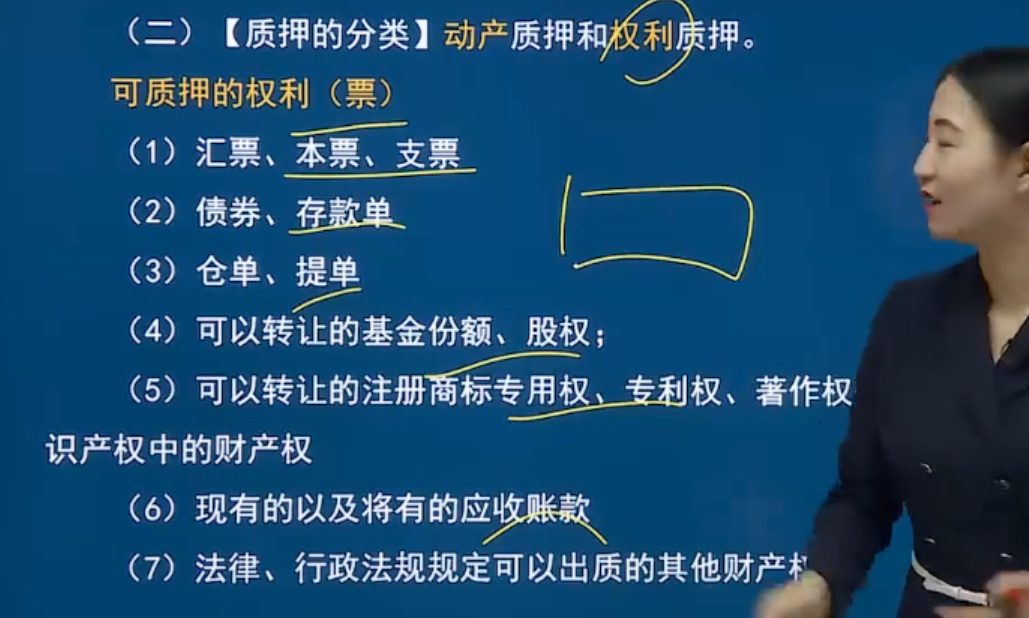 （二）【质押的分类】动产质押和权利质押。
可质押的权利（票）
（1）汇票、本票、支票
（2）债券、存款单
（3）仓单、提单
（4）可以转让的基金份额、股权；
（5）可以转让的注册商标专用权、专利权、著作权
识产权中的财产权
（6）现有的以及将有的应收账款
（7）法律、行政法规规定可以出质的其他财产